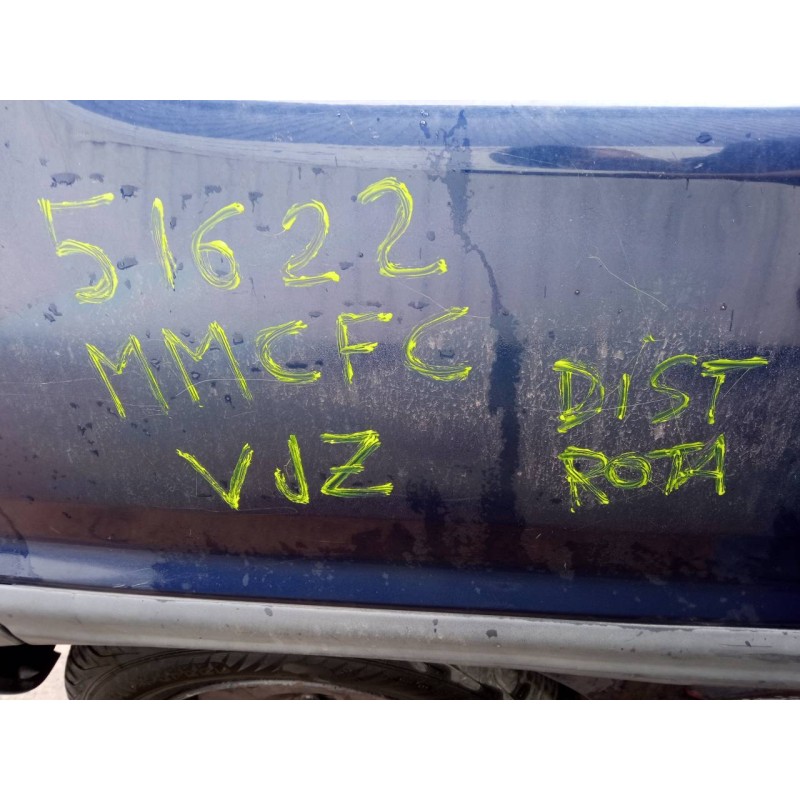 51622
MMCFC
VJZ
DIST
ROTA